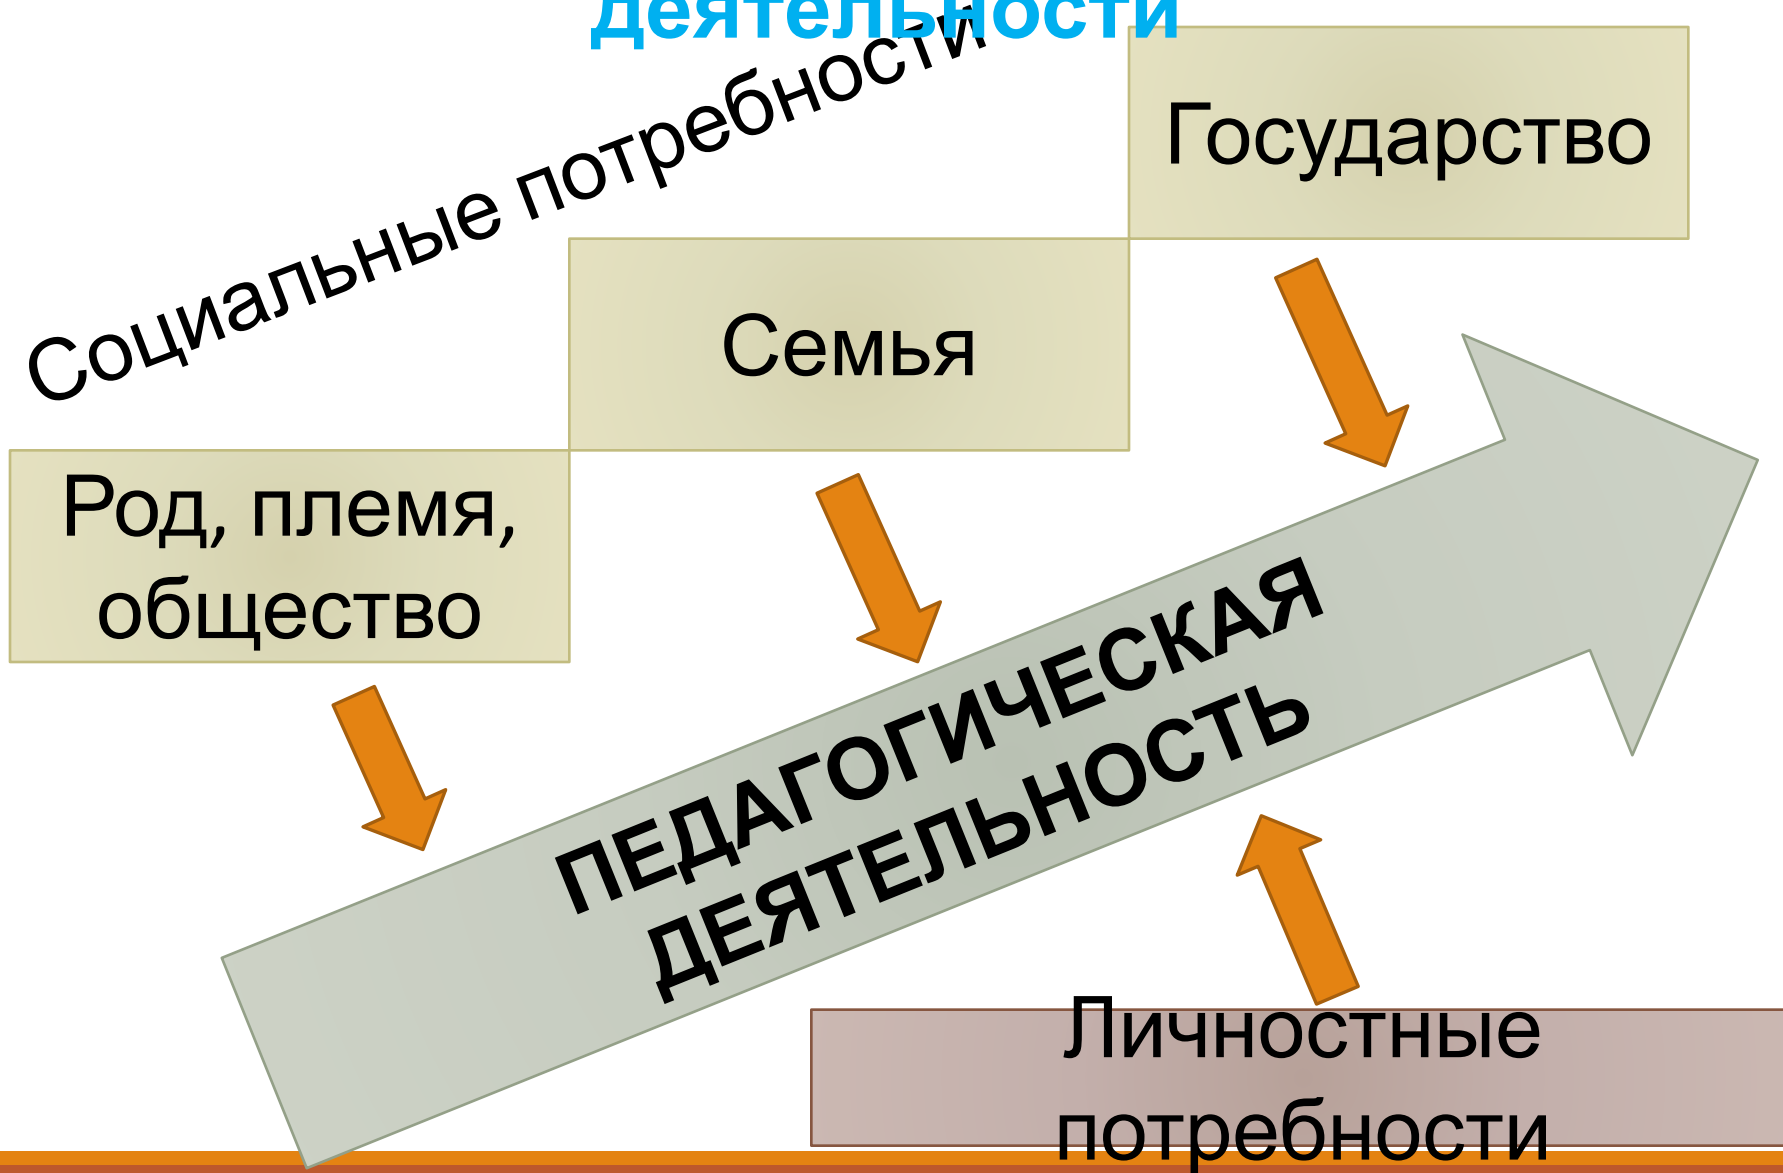 деятельности
Социальные потребности
Государство
Семья
Род, племя,
общество
ПЕДАГОГИЧЕСКАЯ
ДЕЯТЕЛЬНОСТЬ
Личностные
потребности